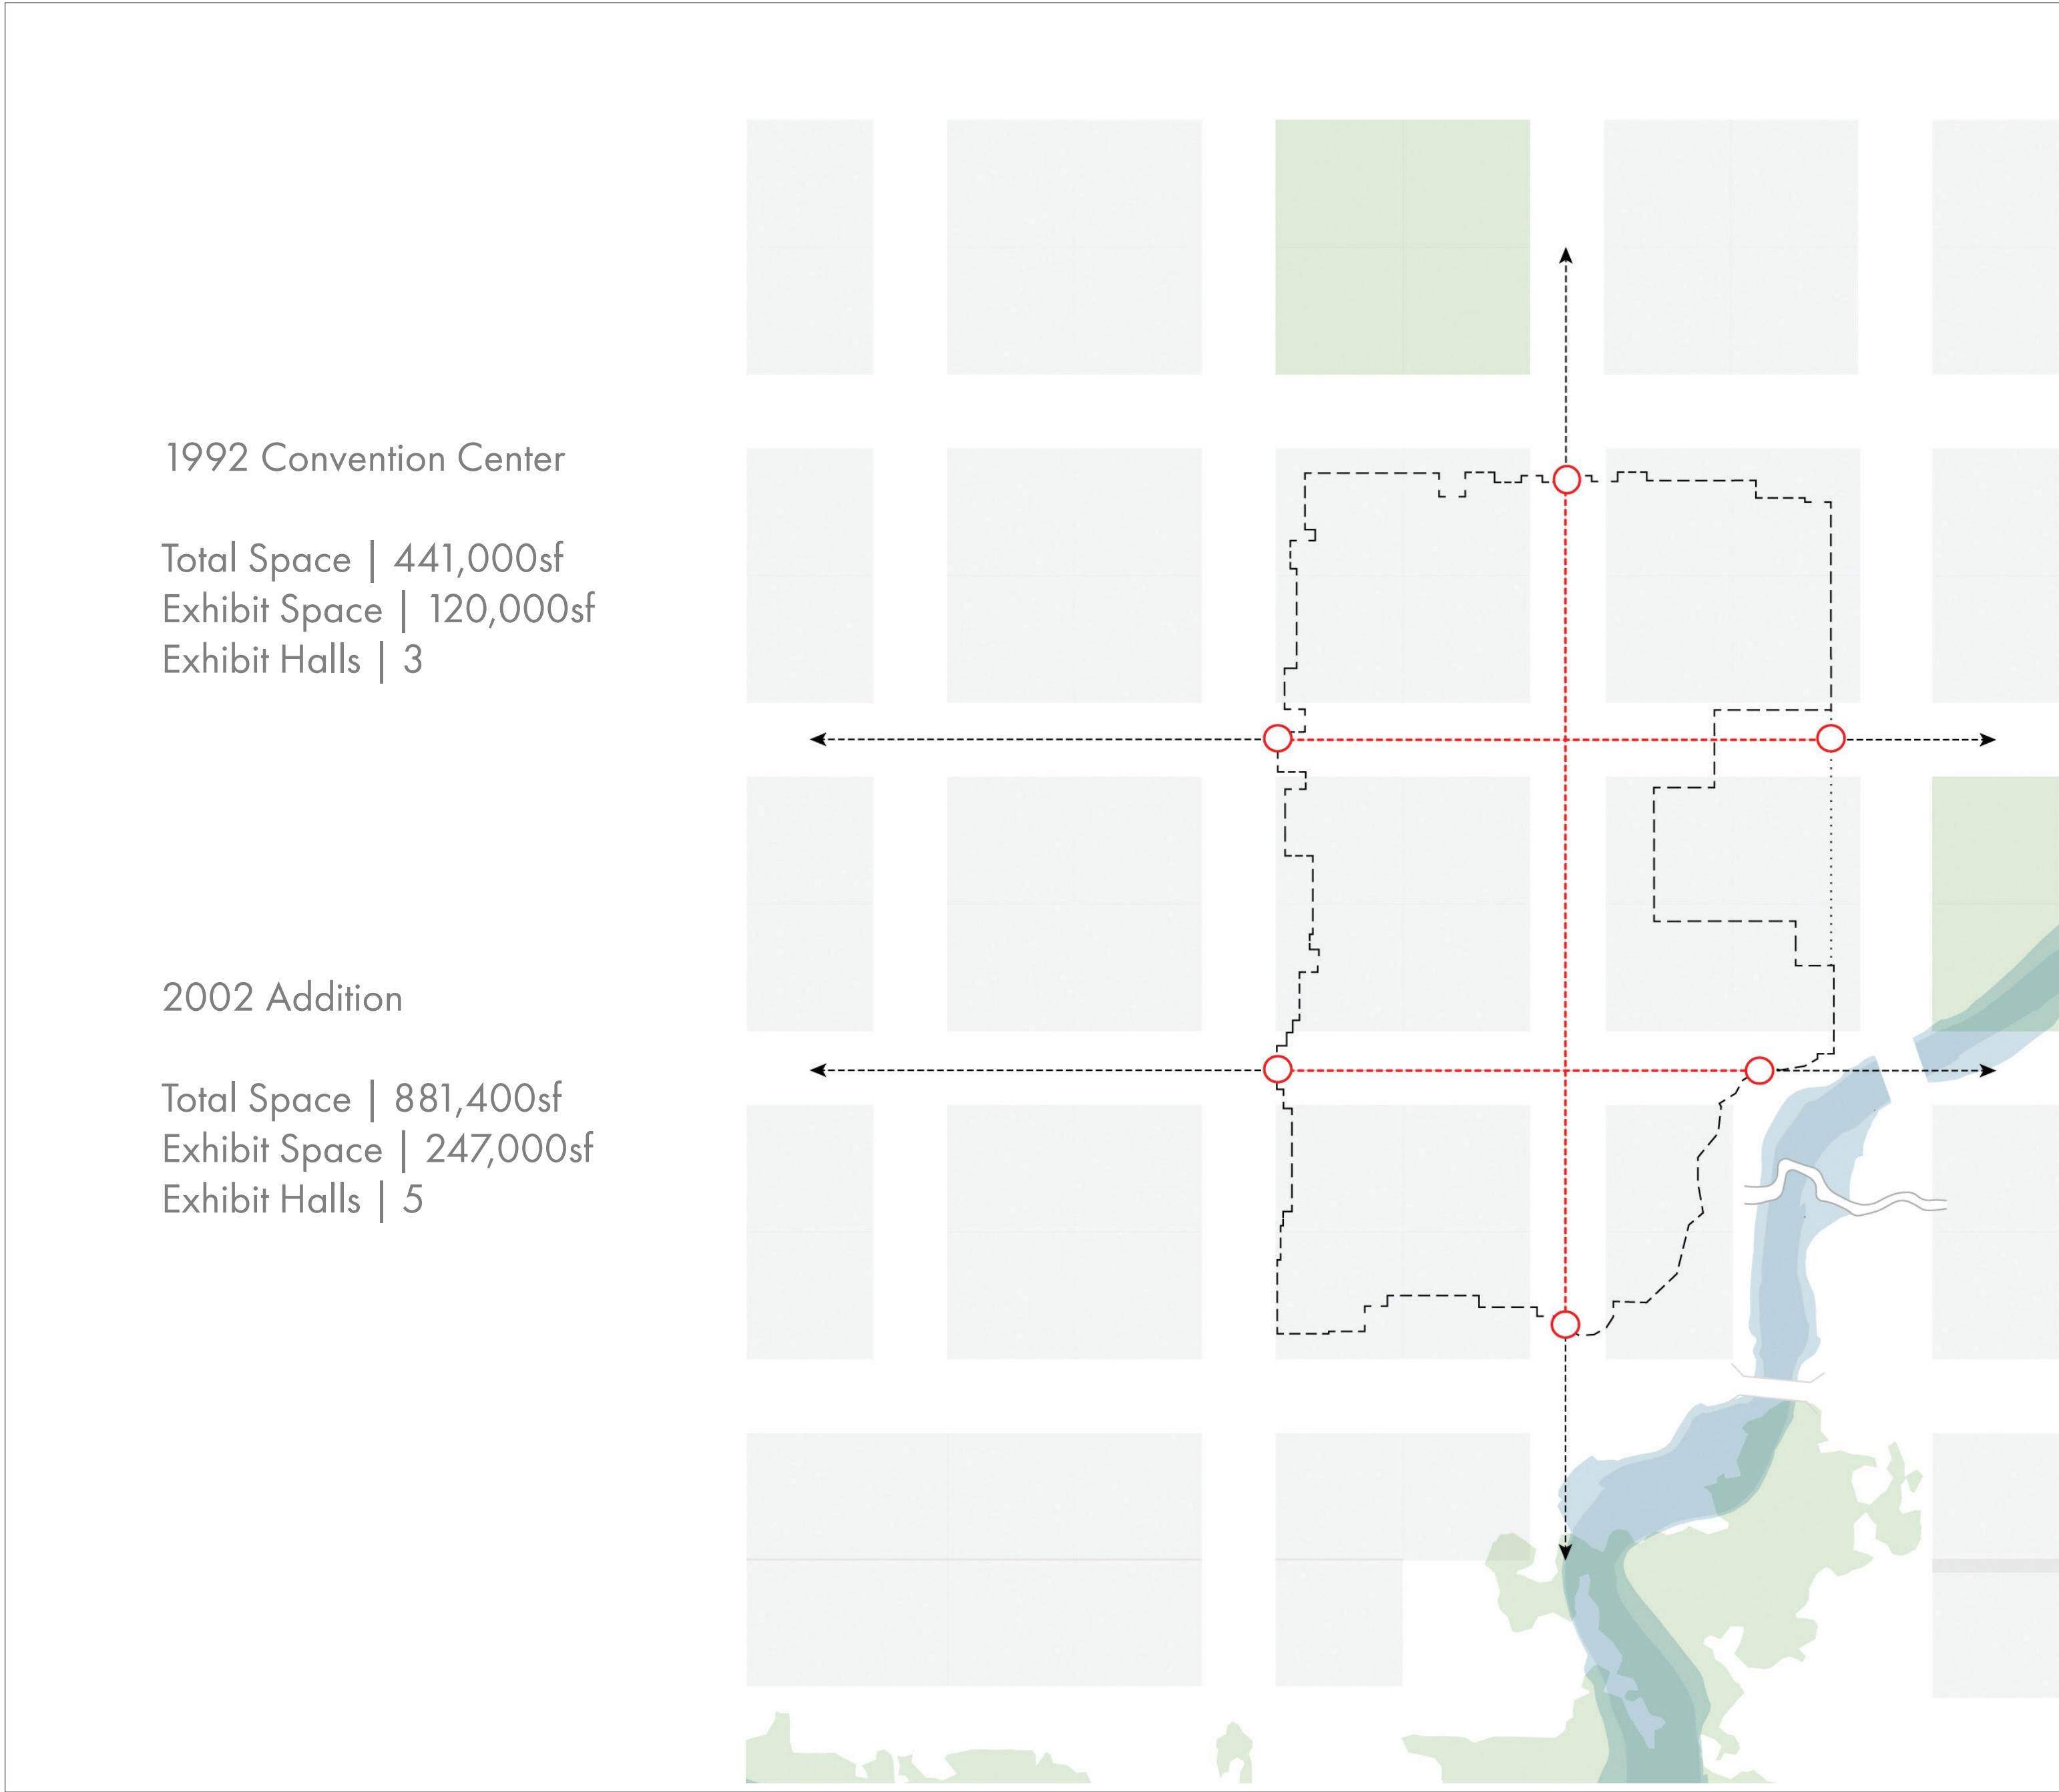 1992 Convention Center
Total Space | 441,000sf
Exhibit Space | 120,000sf
Exhibit Halls | 3
2002 Addition
Total Space | 881,400sf
Exhibit Space | 247,000sf
Exhibit Halls | 5